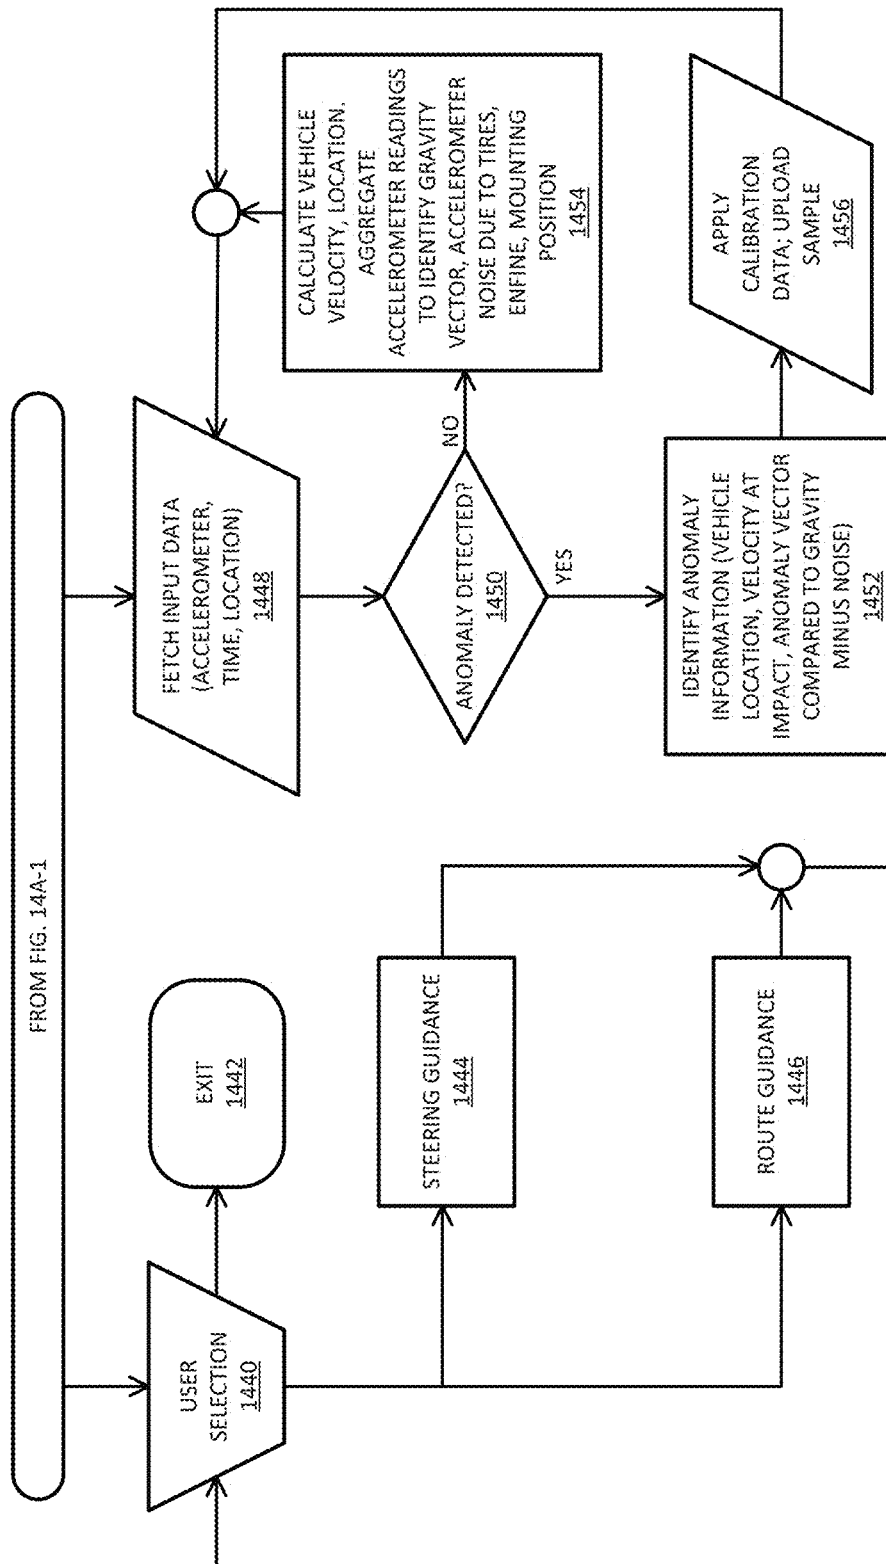 FROM FIG. 14A-1
USER
SELECTION
1440
EXIT
1442
STEERING GUIDANCE
1444
ROUTE GUIDANCE
1446
FETCH INPUT DATA
(ACCELEROMETER,
TIME, LOCATION)
1448
ANOMALY DETECTED?
1450
NO
YES
CALCULATE VEHICLE
VELOCITY, LOCATION.
AGGREGATE
ACCELEROMETER READINGS
TO IDENTIFY GRAVITY
VECTOR, ACCELEROMETER
NOISE DUE TO TIRES,
ENFINE, MOUNTING
POSITION
1454
IDENTIFY ANOMALY
INFORMATION (VEHICLE
LOCATION, VELOCITY AT
IMPACT, ANOMALY VECTOR
COMPARED TO GRAVITY
MINUS NOISE)
1452
APPLY
CALIBRATION
DATA; UPLOAD
SAMPLE
1456